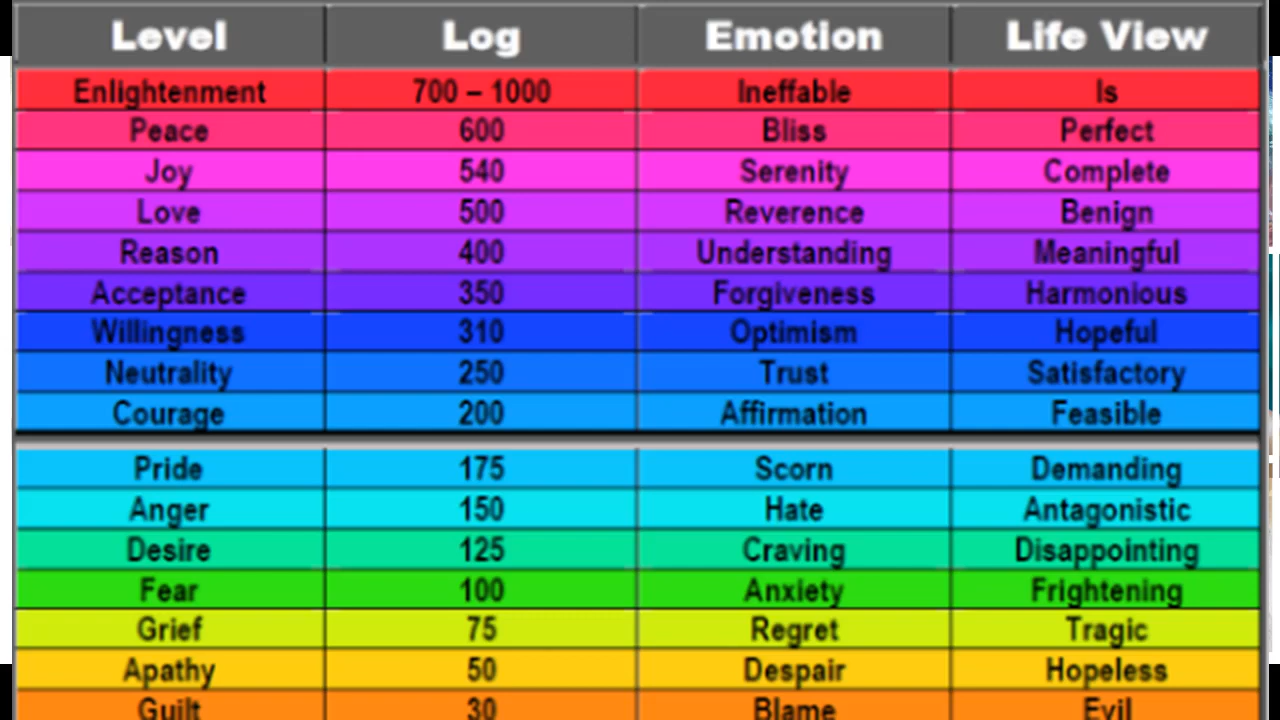 Level Log Emotion Life View
Enlightenment 700 – 1000 Ineffable Is
Peace 600 Bliss Perfect
Joy 540 Serenity Complete
Love 500 Reverence Benign
Reason 400 Understanding Meaningful
Acceptance 350 Forgiveness Harmonious
Willingness 310 Optimism Hopeful
Neutrality 250 Trust Satisfactory
Courage 200 Affirmation Feasible
Pride 175 Scorn Demanding
Anger 150 Hate Antagonistic
Desire 125 Craving Disappointing
Fear 100 Anxiety Frightening
Grief 75 Regret Tragic
Apathy 50 Despair Hopeless
Guilt 30 Blame Evil